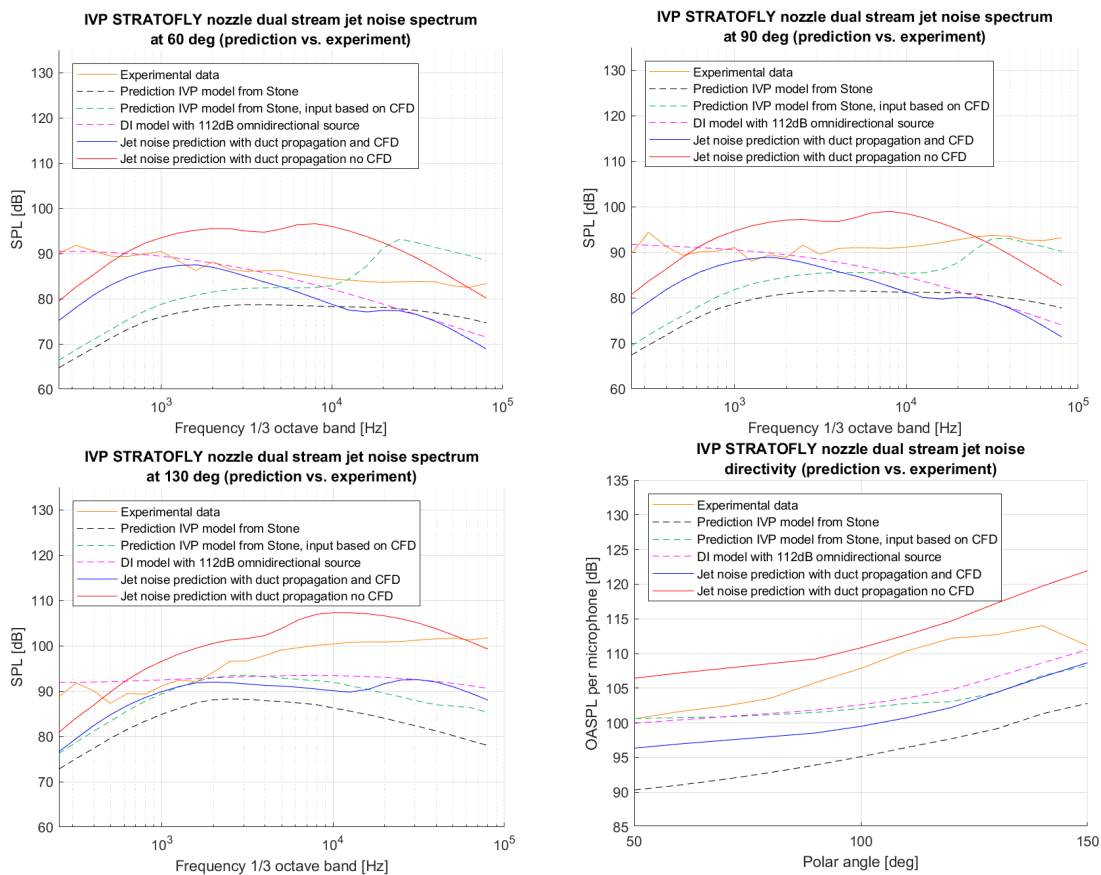 IVP STRATOFLY nozzle dual stream jet noise spectrum
at 60 deg (prediction vs. experiment)
130
120
110
100
90
80
70
60
SPL [dB]
Experimental data
Prediction IVP model from Stone
Prediction IVP model from Stone, input based on CFD
DI model with 112dB omnidirectional source
Jet noise prediction with duct propagation and CFD
Jet noise prediction with duct propagation no CFD
10³
10⁴
10⁵
Frequency 1/3 octave band [Hz]
IVP STRATOFLY nozzle dual stream jet noise spectrum
at 90 deg (prediction vs. experiment)
130
120
110
100
90
80
70
60
SPL [dB]
Experimental data
Prediction IVP model from Stone
Prediction IVP model from Stone, input based on CFD
DI model with 112dB omnidirectional source
Jet noise prediction with duct propagation and CFD
Jet noise prediction with duct propagation no CFD
10³
10⁴
10⁵
Frequency 1/3 octave band [Hz]
IVP STRATOFLY nozzle dual stream jet noise spectrum
at 130 deg (prediction vs. experiment)
130
120
110
100
90
80
70
60
SPL [dB]
Experimental data
Prediction IVP model from Stone
Prediction IVP model from Stone, input based on CFD
DI model with 112dB omnidirectional source
Jet noise prediction with duct propagation and CFD
Jet noise prediction with duct propagation no CFD
10³
10⁴
10⁵
Frequency 1/3 octave band [Hz]
IVP STRATOFLY nozzle dual stream jet noise
directivity (prediction vs. experiment)
135
130
125
120
115
110
105
100
95
90
85
OASPL per microphone [dB]
Experimental data
Prediction IVP model from Stone
Prediction IVP model from Stone, input based on CFD
DI model with 112dB omnidirectional source
Jet noise prediction with duct propagation and CFD
Jet noise prediction with duct propagation no CFD
50
100
150
Polar angle [deg]